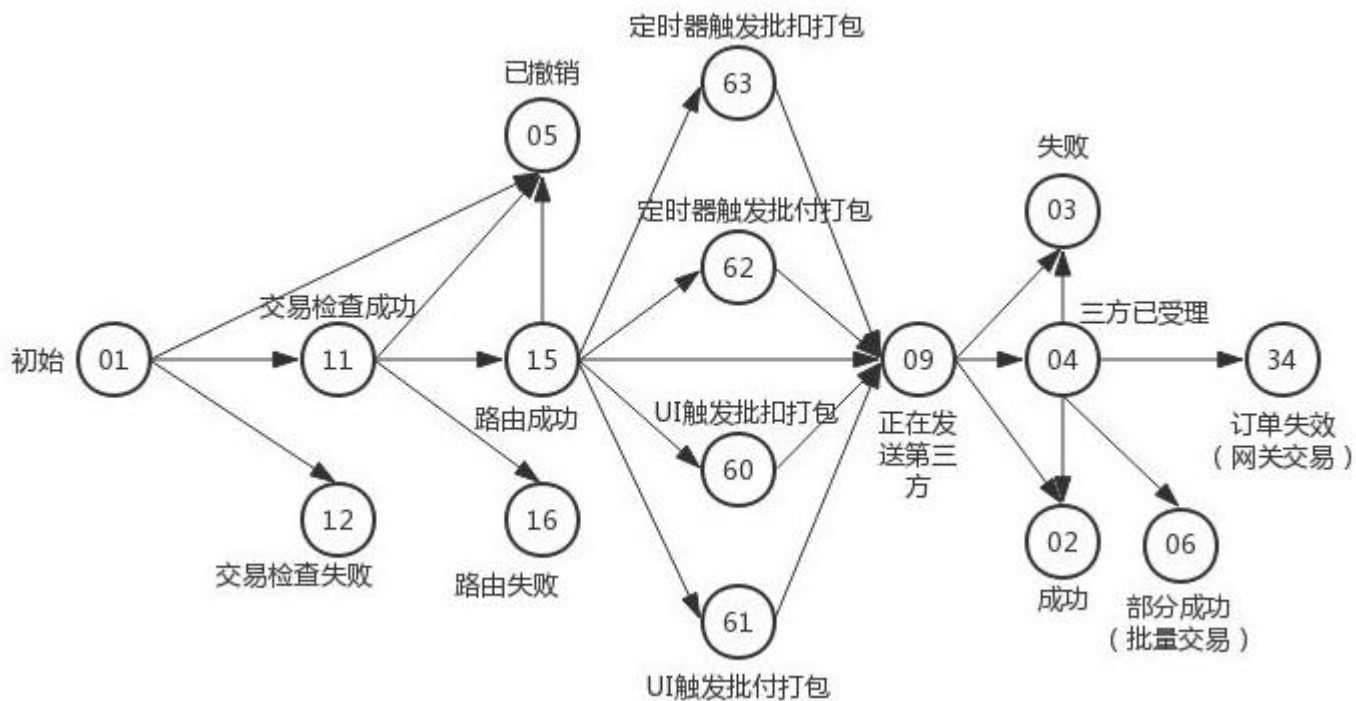 定时器触发批扣打包
63
已撤销
05
失败
03
定时器触发批付打包
62
交易检查成功
三方已受理
初始
01
11
15
09
04
34
路由成功
UI触发批扣打包
60
正在发
送第三
方
订单失效
(网关交易)
12
交易检查失败
16
路由失败
02
成功
06
部分成功
(批量交易)
61
UI触发批付打包